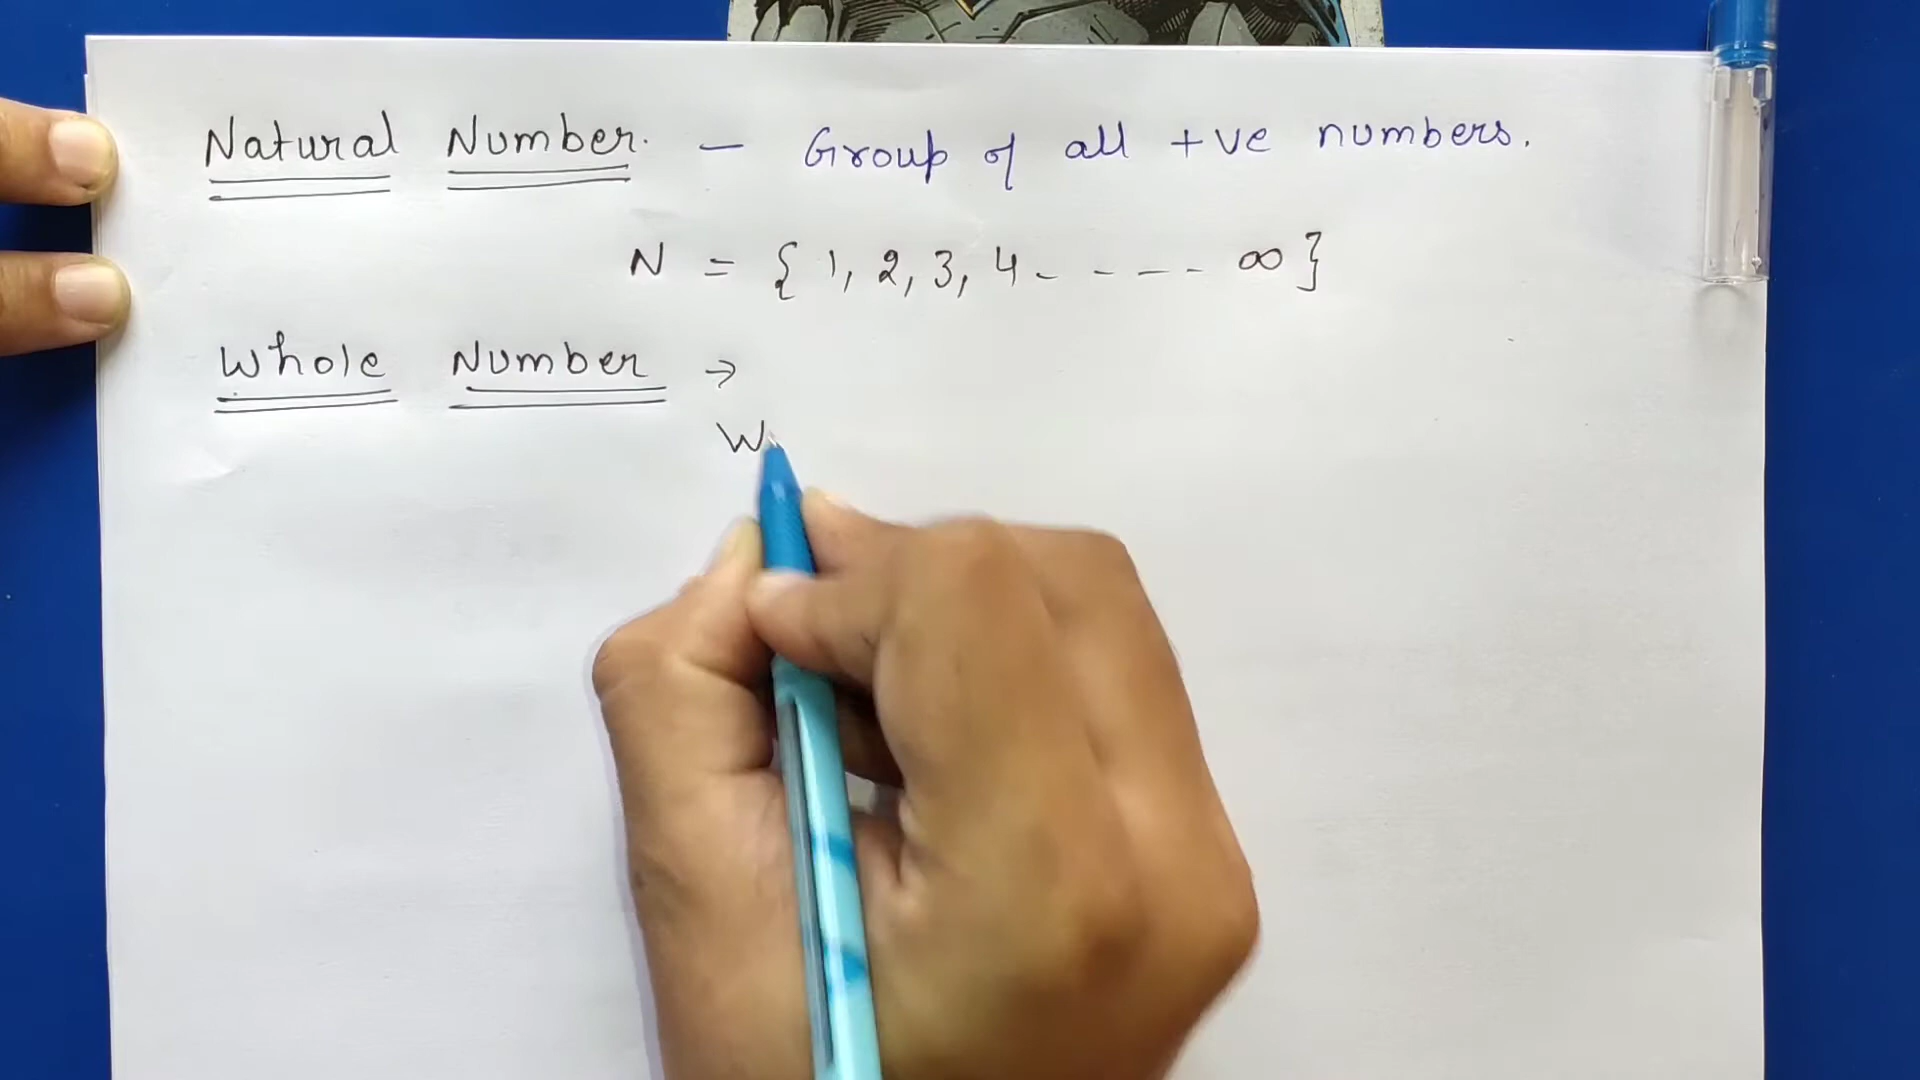 Natural Number. - Group of all +ve numbers.
N = { 1, 2, 3, 4 - - - - - ∞ }
Whole Number →
W